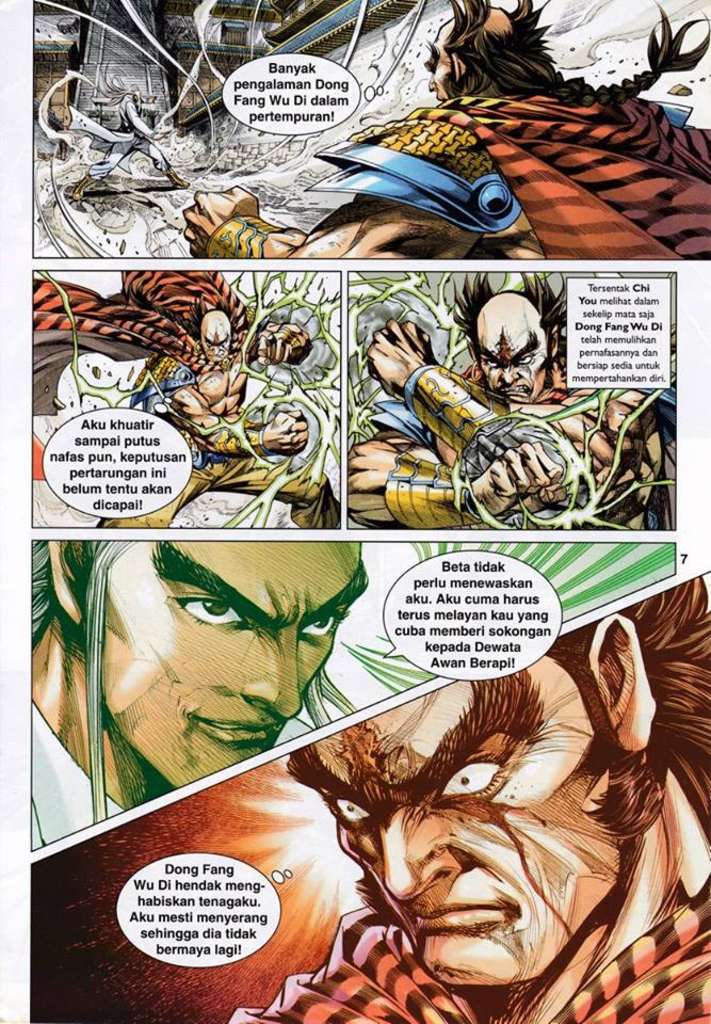 Banyak
pengalaman Dong
Fang Wu Di dalam
pertempuran!
Aku khuatir
sampai putus
nafas pun, keputusan
pertarungan ini
belum tentu akan
dicapai!
Tersentak Chi
You melihat dalam
sekelip mata saja
Dong Fang Wu Di
telah memulihkan
pernafasannya dan
bersiap sedia untuk
mempertahankan diri.
7
Beta tidak
perlu menewaskan
aku. Aku cuma harus
terus melayan kau yang
cuba memberi sokongan
kepada Dewata
Awan Berapi!
Dong Fang
Wu Di hendak meng-
habiskan tenagaku.
Aku mesti menyerang
sehingga dia tidak
bermaya lagi!